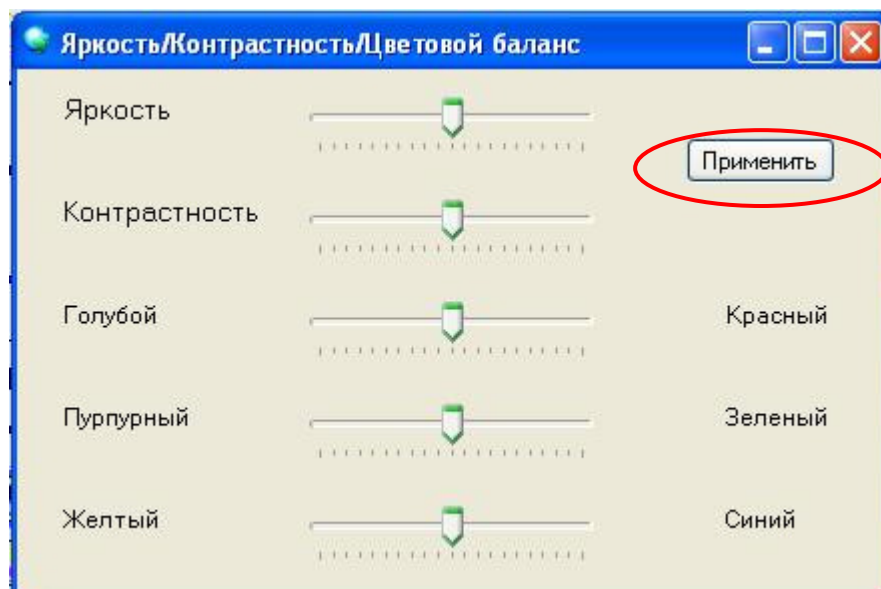 Яркость/Контрастность/Цветовой баланс
Яркость
Применить
Контрастность
Голубой Красный
Пурпурный Зеленый
Желтый Синий